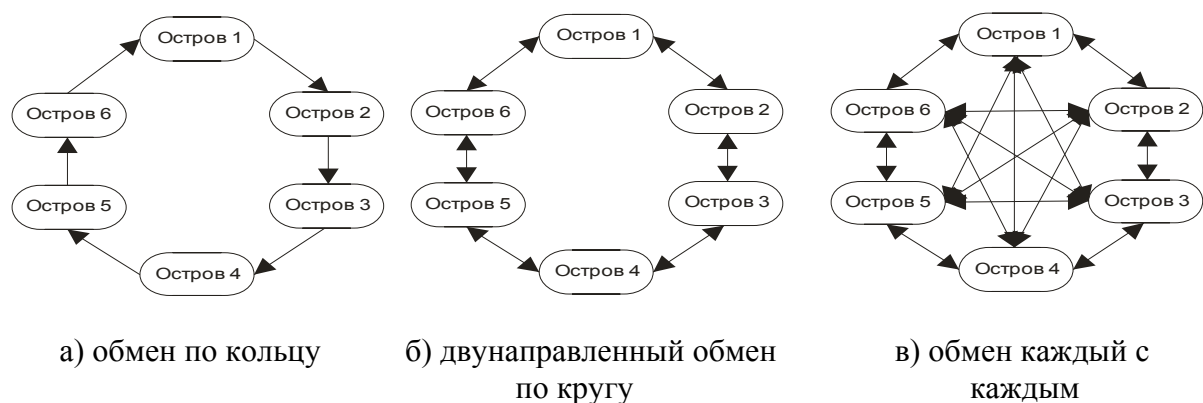 Остров 1
Остров 2
Остров 3
Остров 4
Остров 5
Остров 6
а) обмен по кольцу
Остров 1
Остров 2
Остров 3
Остров 4
Остров 5
Остров 6
б) двунаправленный обмен
по кругу
Остров 1
Остров 2
Остров 3
Остров 4
Остров 5
Остров 6
в) обмен каждый с
каждым